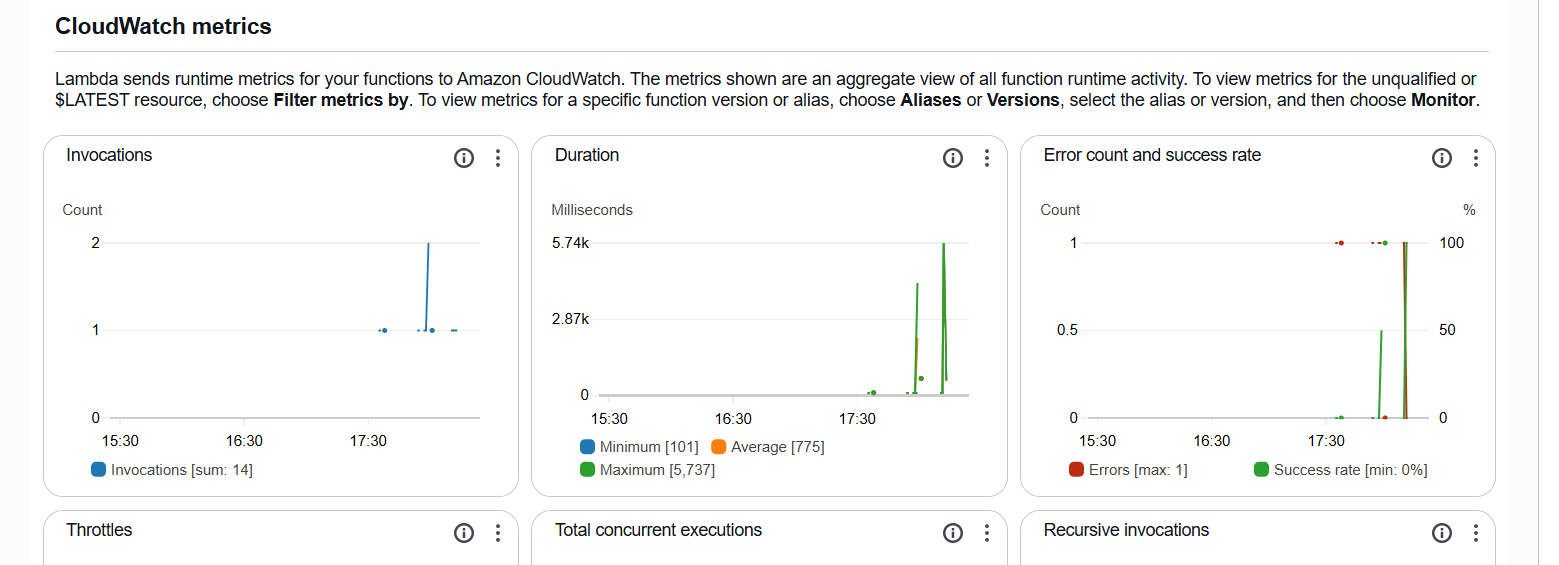 CloudWatch metrics
Lambda sends runtime metrics for your functions to Amazon CloudWatch. The metrics shown are an aggregate view of all function runtime activity. To view metrics for the unqualified or
$LATEST resource, choose Filter metrics by. To view metrics for a specific function version or alias, choose Aliases or Versions, select the alias or version, and then choose Monitor.
Invocations
Count
2
1
0
15:30 16:30 17:30
Invocations [sum: 14]
Duration
Milliseconds
5.74k
2.87k
0
15:30 16:30 17:30
Minimum [101] Average [775]
Maximum [5,737]
Error count and success rate
Count %
1 100
0.5 50
0 0
15:30 16:30 17:30
Errors [max: 1] Success rate [min: 0%]
Throttles
Total concurrent executions
Recursive invocations